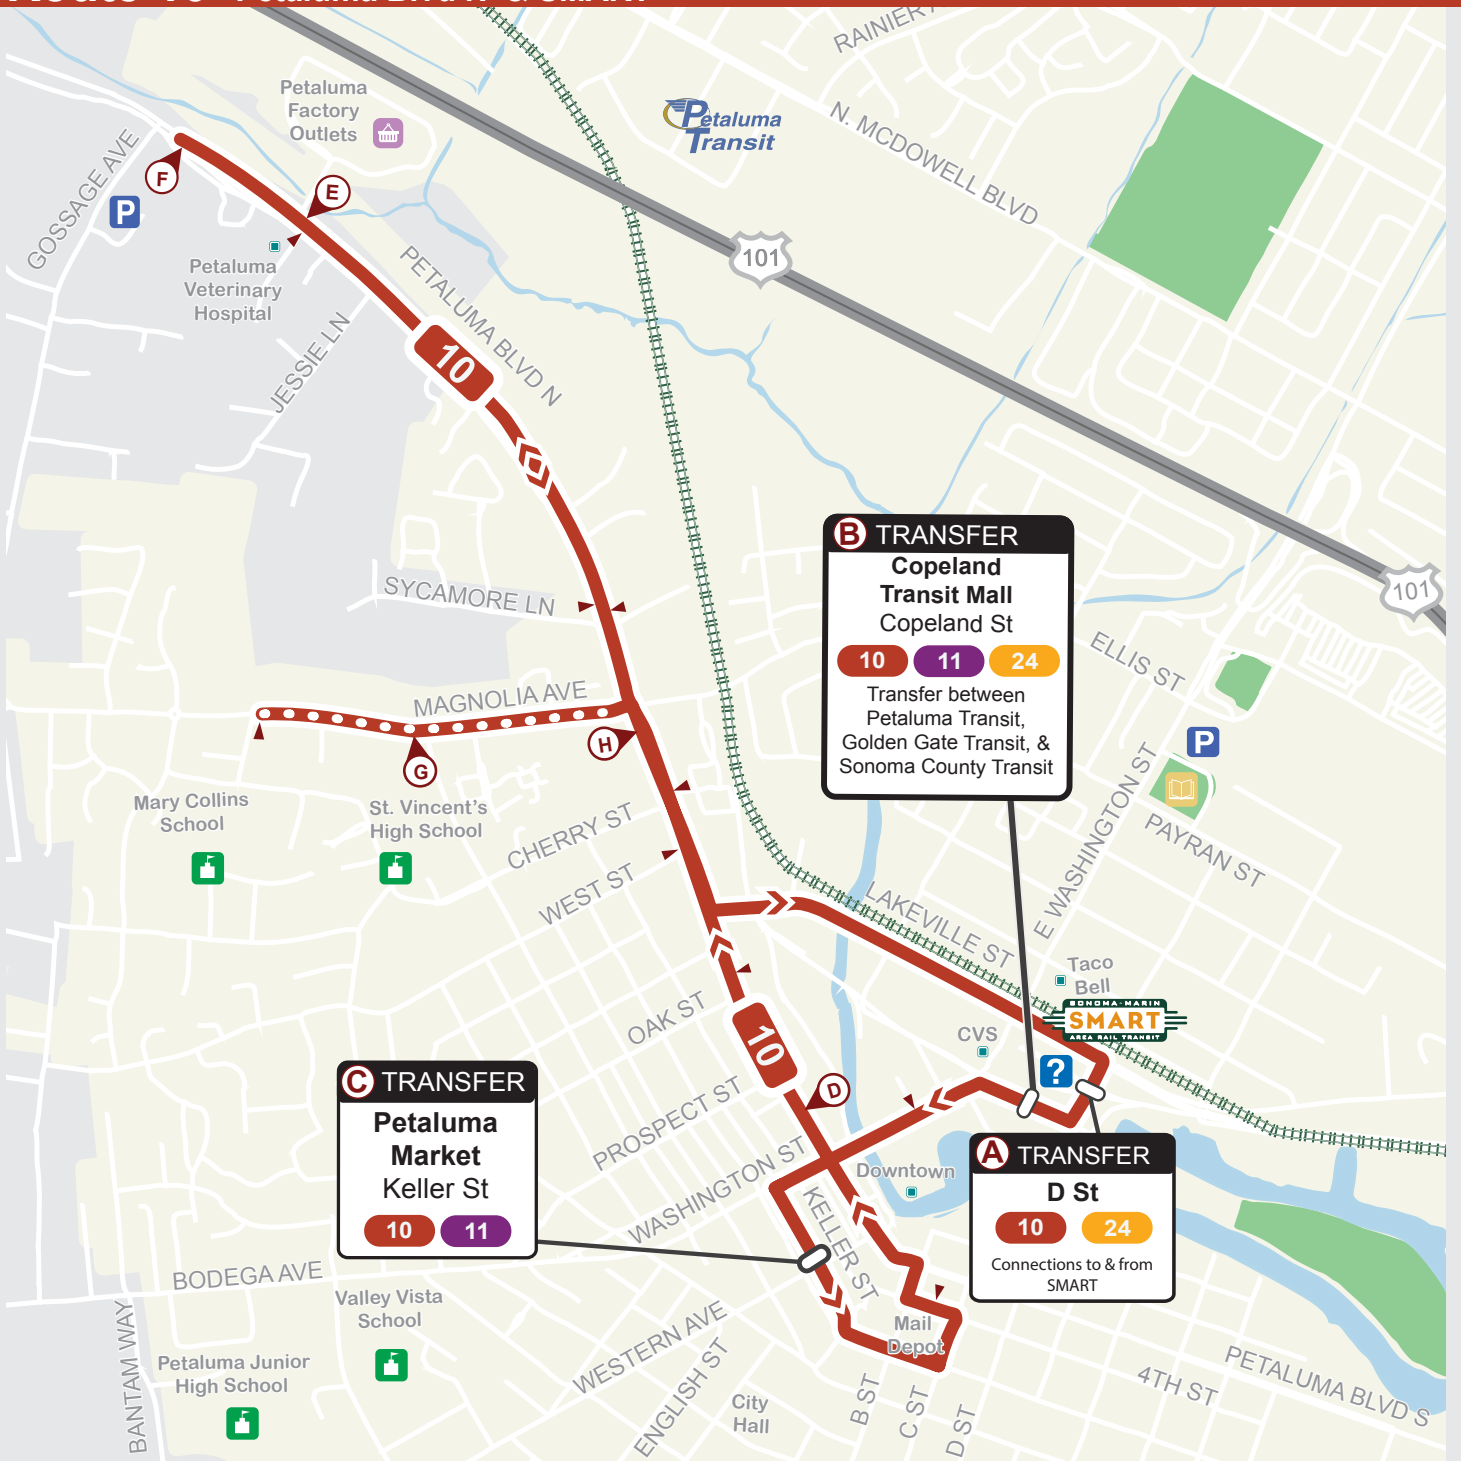 RAINIER
Petaluma
Factory
Outlets
Petaluma
Transit
N. MCDOWELL BLVD
GOSSAGE AVE
F
E
P
101
Petaluma
Veterinary
Hospital
PETALUMA BLVD N
JESSIE LN
10
B TRANSFER
Copeland
Transit Mall
Copeland St
10 11 24
Transfer between
Petaluma Transit,
Golden Gate Transit, &
Sonoma County Transit
101
SYCAMORE LN
ELLIS ST
MAGNOLIA AVE
H
G
P
Mary Collins
School
St. Vincent's
High School
CHERRY ST
WEST ST
E WASHINGTON ST
PAYRAN ST
LAKEVILLE ST
Taco
Bell
SONOMA-MARIN
SMART
AREA RAIL TRANSIT
OAK ST
CVS
?
10
D
C TRANSFER
Petaluma
Market
Keller St
10 11
PROSPECT ST
WASHINGTON ST
Downtown
KELLER ST
A TRANSFER
D St
10 24
Connections to & from
SMART
BODEGA AVE
BANTAM WAY
Valley Vista
School
Petaluma Junior
High School
WESTERN AVE
ENGLISH ST
Mail
Depot
City
Hall
B ST
C ST
D ST
4TH ST
PETALUMA BLVD S